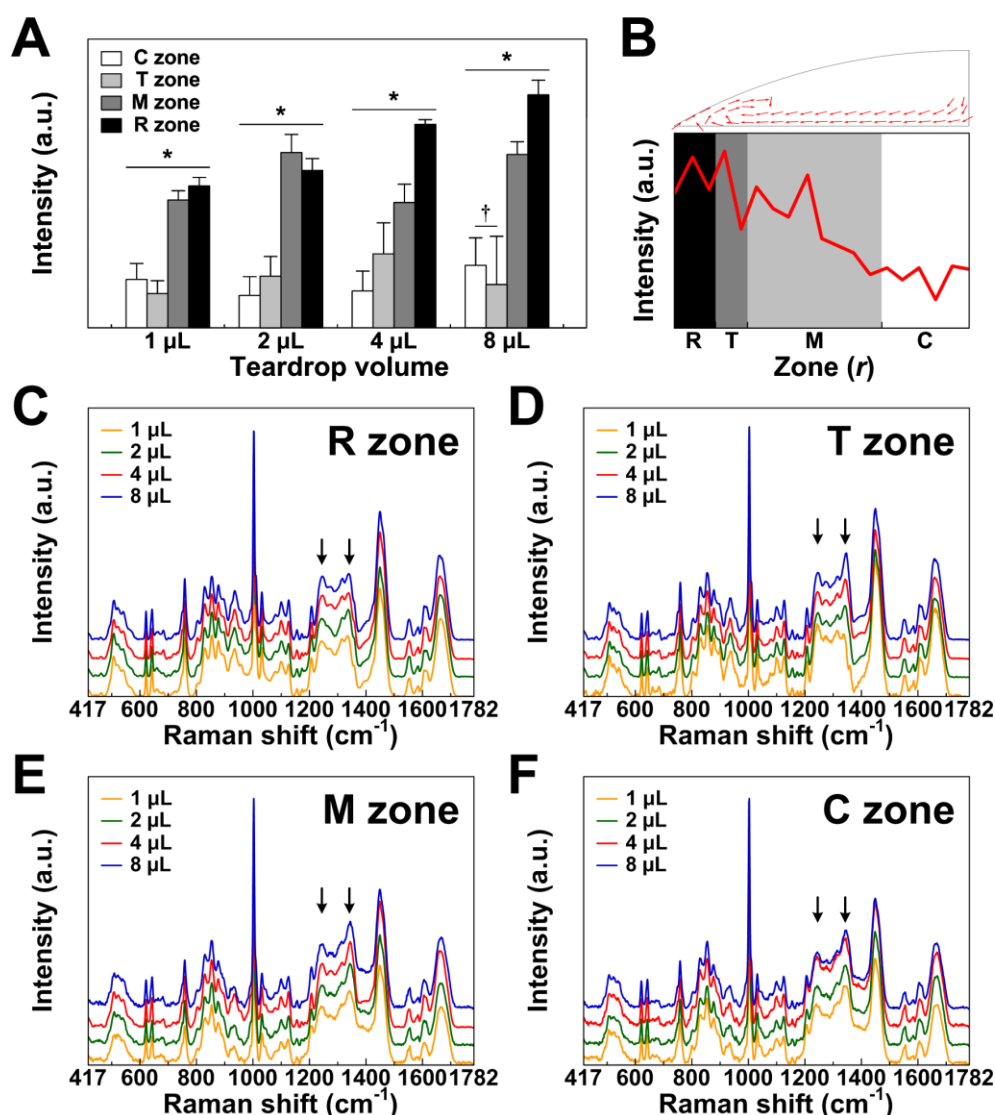 A
C zone
T zone
M zone
R zone
*
*
*
*
†
Intensity (a.u.)
1 µL 2 µL 4 µL 8 µL
Teardrop volume
B
Intensity (a.u.)
R T M C
Zone (r)
C
R zone
1 µL
2 µL
4 µL
8 µL
Intensity (a.u.)
417 600 800 1000 1200 1400 1600 1782
Raman shift (cm-1)
D
T zone
1 µL
2 µL
4 µL
8 µL
Intensity (a.u.)
417 600 800 1000 1200 1400 1600 1782
Raman shift (cm-1)
E
M zone
1 µL
2 µL
4 µL
8 µL
Intensity (a.u.)
417 600 800 1000 1200 1400 1600 1782
Raman shift (cm-1)
F
C zone
1 µL
2 µL
4 µL
8 µL
Intensity (a.u.)
417 600 800 1000 1200 1400 1600 1782
Raman shift (cm-1)